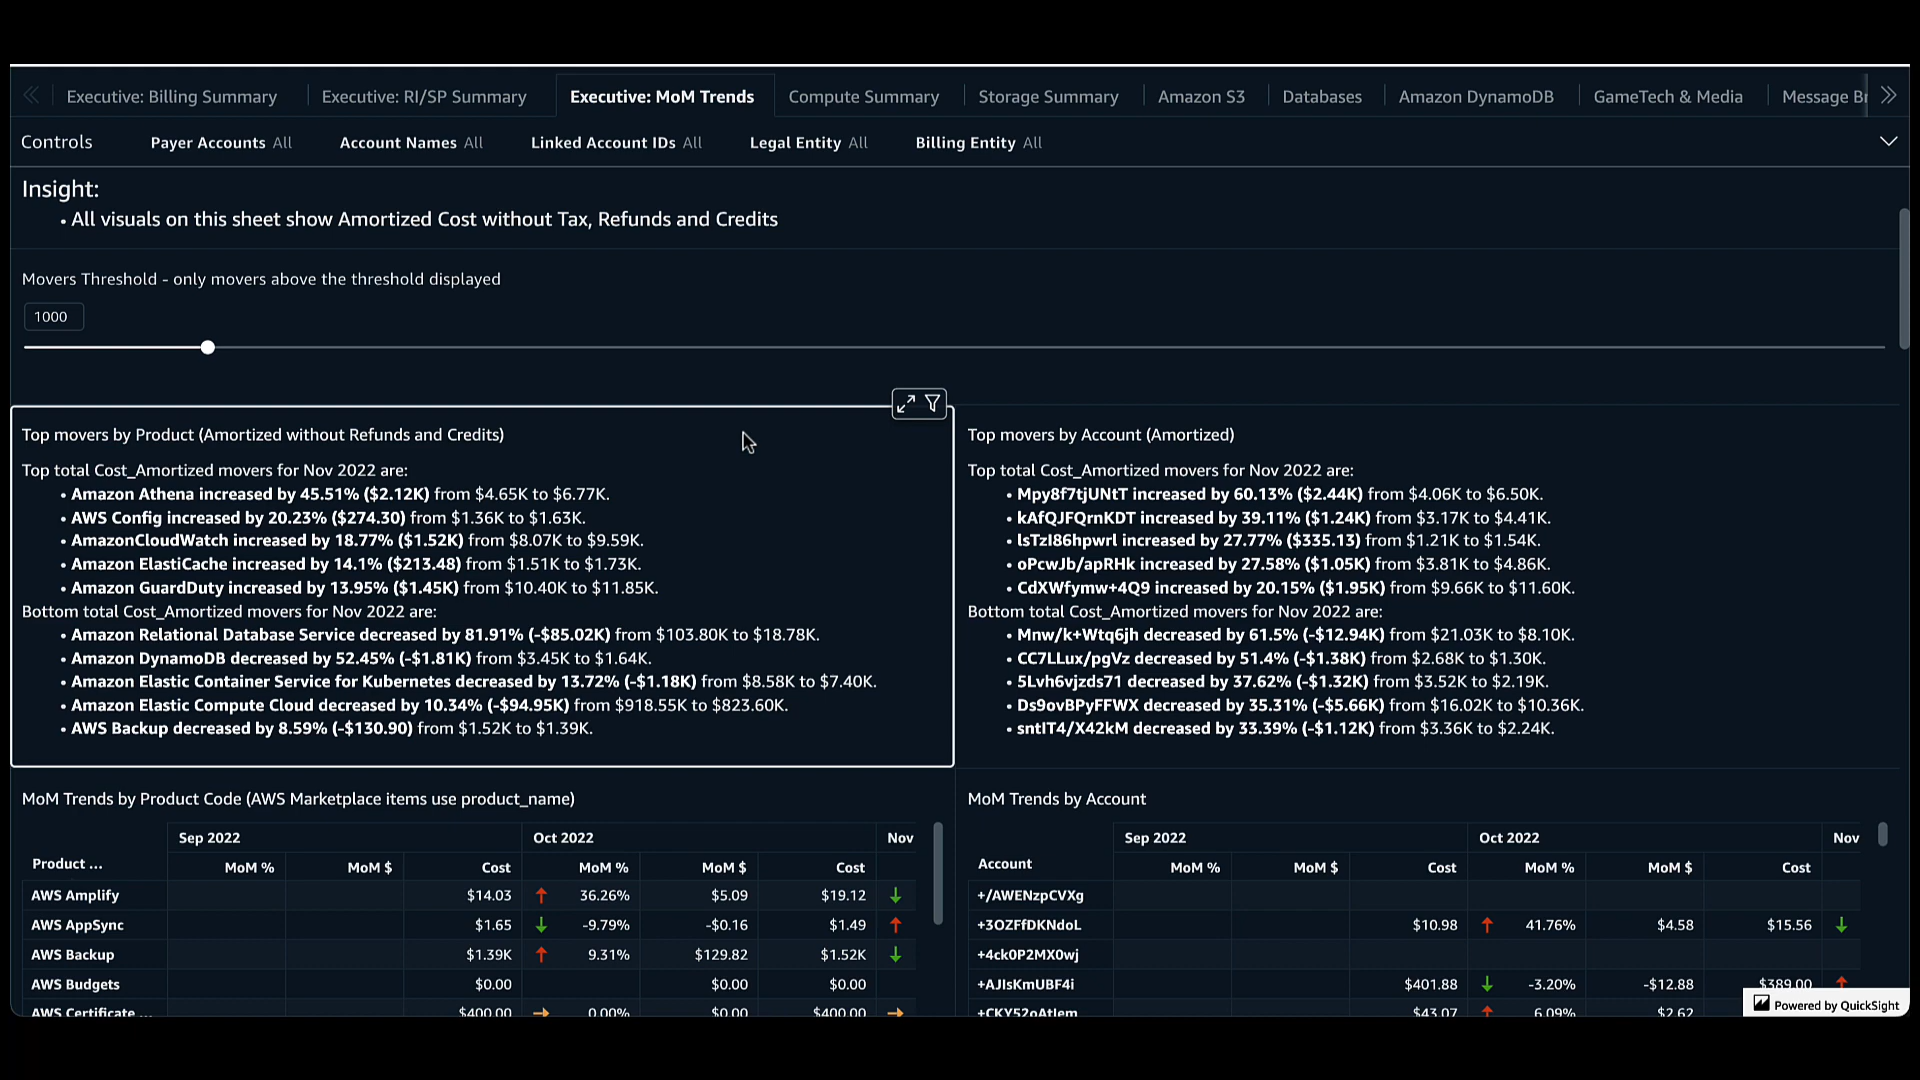 Executive: Billing Summary
Executive: RI/SP Summary
Executive: MoM Trends
Compute Summary
Storage Summary
Amazon S3
Databases
Amazon DynamoDB
GameTech & Media
Message Br
Controls
Payer Accounts All
Account Names All
Linked Account IDs All
Legal Entity All
Billing Entity All
Insight:
• All visuals on this sheet show Amortized Cost without Tax, Refunds and Credits
Movers Threshold - only movers above the threshold displayed
1000
Top movers by Product (Amortized without Refunds and Credits)
Top total Cost_Amortized movers for Nov 2022 are:
• Amazon Athena increased by 45.51% ($2.12K) from $4.65K to $6.77K.
• AWS Config increased by 20.23% ($274.30) from $1.36K to $1.63K.
• AmazonCloudWatch increased by 18.77% ($1.52K) from $8.07K to $9.59K.
• Amazon ElastiCache increased by 14.1% ($213.48) from $1.51K to $1.73K.
• Amazon GuardDuty increased by 13.95% ($1.45K) from $10.40K to $11.85K.
Bottom total Cost_Amortized movers for Nov 2022 are:
• Amazon Relational Database Service decreased by 81.91% (-$85.02K) from $103.80K to $18.78K.
• Amazon DynamoDB decreased by 52.45% (-$1.81K) from $3.45K to $1.64K.
• Amazon Elastic Container Service for Kubernetes decreased by 13.72% (-$1.18K) from $8.58K to $7.40K.
• Amazon Elastic Compute Cloud decreased by 10.34% (-$94.95K) from $918.55K to $823.60K.
• AWS Backup decreased by 8.59% (-$130.90) from $1.52K to $1.39K.
Top movers by Account (Amortized)
Top total Cost_Amortized movers for Nov 2022 are:
• Mpy8f7tjUNtT increased by 60.13% ($2.44K) from $4.06K to $6.50K.
• kAfQJFQrnKDT increased by 39.11% ($1.24K) from $3.17K to $4.41K.
• lsTzI86hpwrl increased by 27.77% ($335.13) from $1.21K to $1.54K.
• oPcwJb/apRHk increased by 27.58% ($1.05K) from $3.81K to $4.86K.
• CdXWfymw+4Q9 increased by 20.15% ($1.95K) from $9.66K to $11.60K.
Bottom total Cost_Amortized movers for Nov 2022 are:
• Mnw/k+Wtq6jh decreased by 61.5% (-$12.94K) from $21.03K to $8.10K.
• CC7LLux/pgVz decreased by 51.4% (-$1.38K) from $2.68K to $1.30K.
• 5Lvh6vjzds71 decreased by 37.62% (-$1.32K) from $3.52K to $2.19K.
• Ds9ovBPyFFWX decreased by 35.31% (-$5.66K) from $16.02K to $10.36K.
• sntIT4/X42kM decreased by 33.39% (-$1.12K) from $3.36K to $2.24K.
MoM Trends by Product Code (AWS Marketplace items use product_name)
Sep 2022 Oct 2022 Nov
Product ... MoM % MoM $ Cost MoM % MoM $ Cost
AWS Amplify $14.03 36.26% $5.09 $19.12
AWS AppSync $1.65 -9.79% -$0.16 $1.49
AWS Backup $1.39K 9.31% $129.82 $1.52K
AWS Budgets $0.00 $0.00 $0.00
AWS Certificate ... $400.00 0.00% $0.00 $400.00
MoM Trends by Account
Sep 2022 Oct 2022 Nov
Account MoM % MoM $ Cost MoM % MoM $ Cost
+/AWENzpCVXg
+3OZFfDKNdoL $10.98 41.76% $4.58 $15.56
+4ck0P2MX0wj
+AJIsKmUBF4i $401.88 -3.20% -$12.88 $389.00
+CKY52oAtIem $43.07 6.09% $2.62
Powered by QuickSight